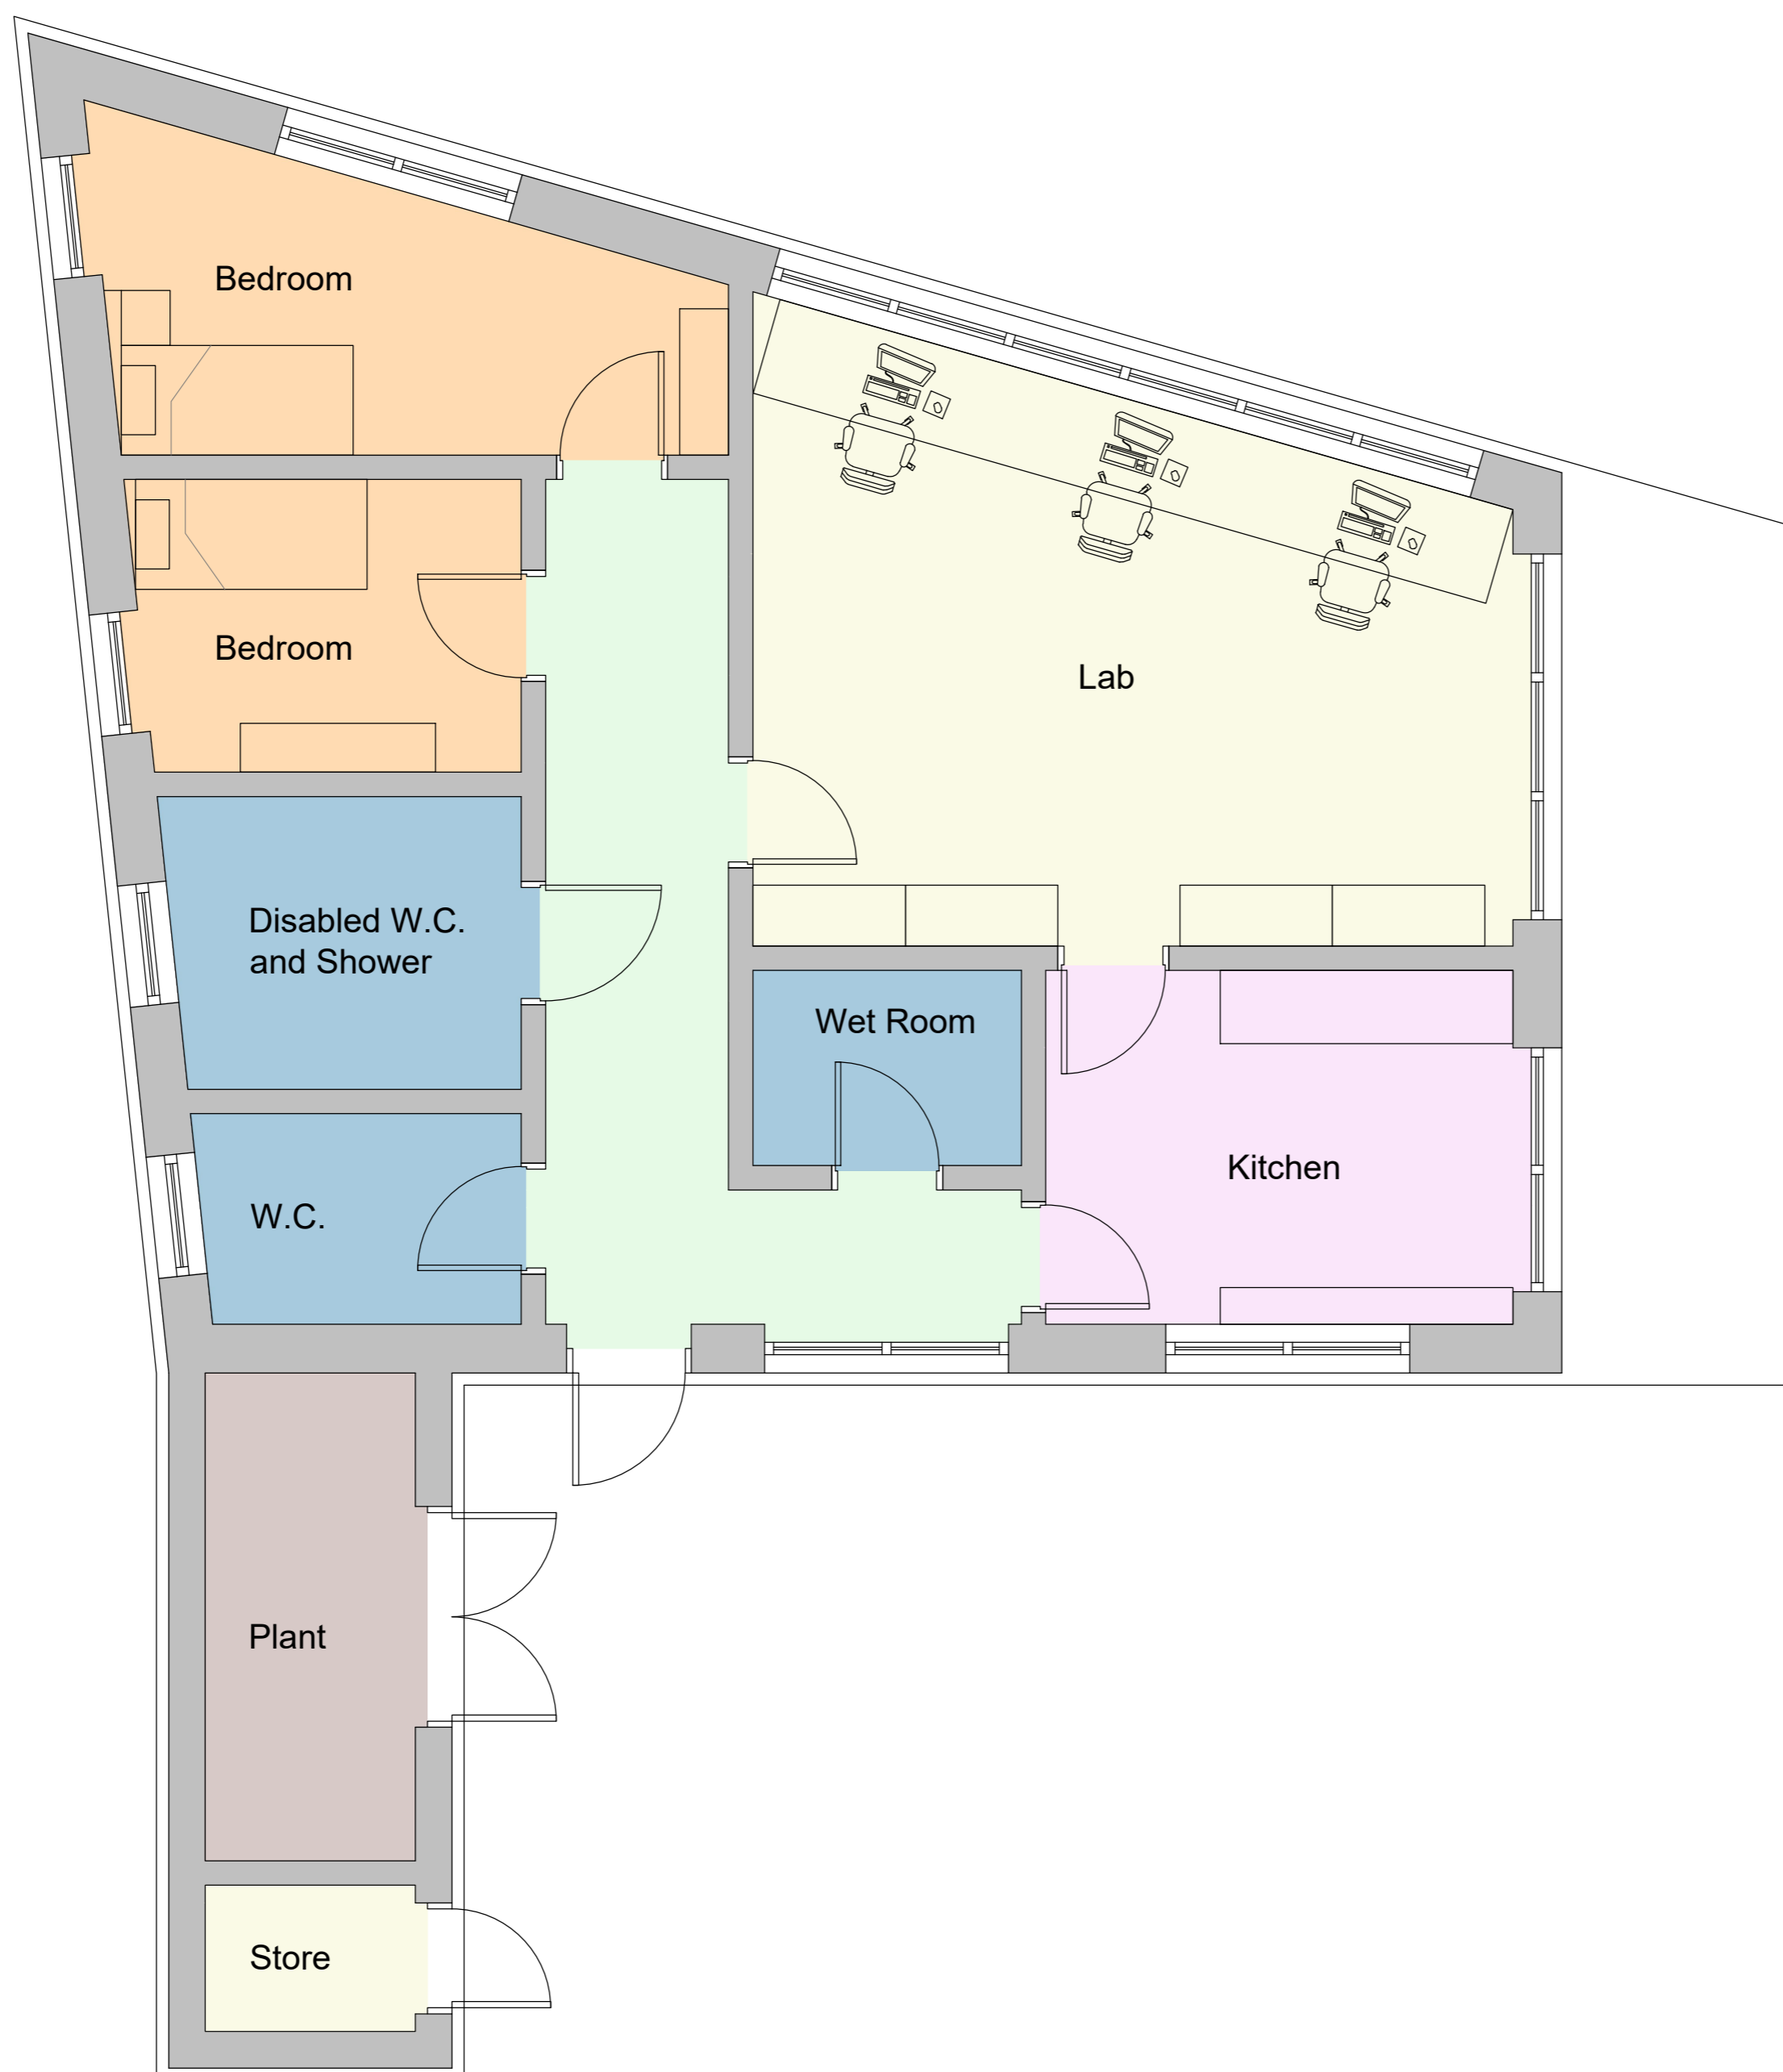 Bedroom
Bedroom
Lab
Disabled W.C.
and Shower
Wet Room
Kitchen
W.C.
Plant
Store